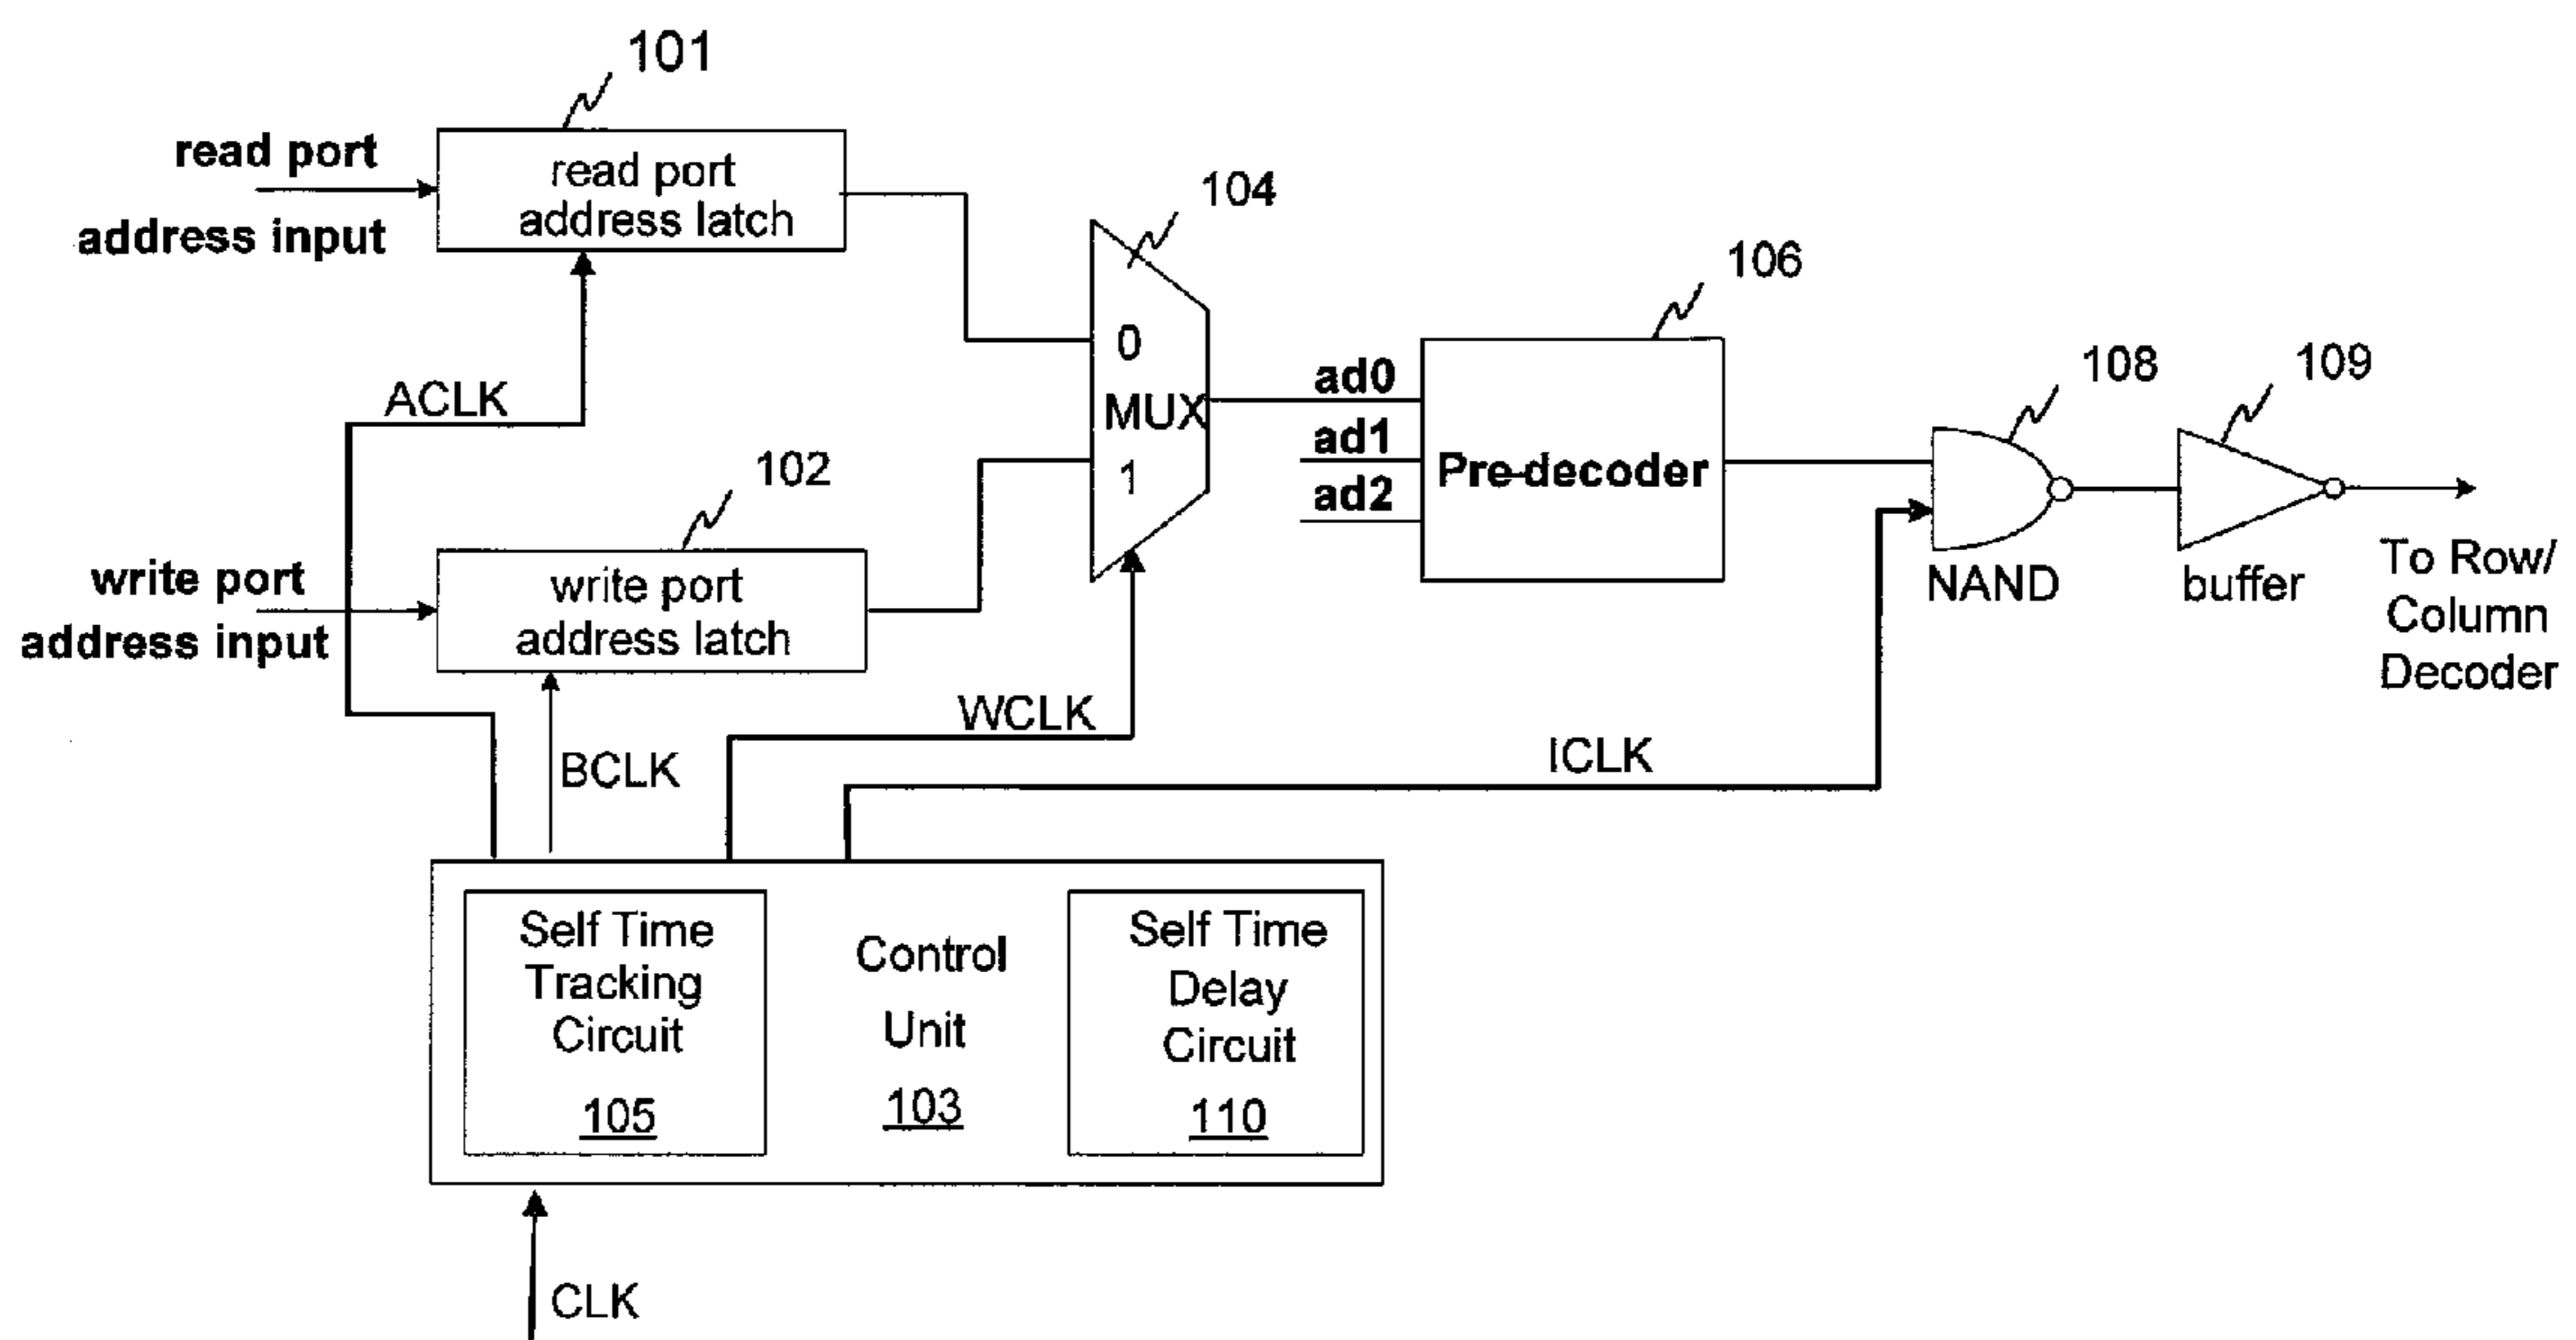 101
read port
address input
read port
address latch
104
106
0
MUX
1
ad0
ad1
ad2
Pre-decoder
108
109
ACLK
102
write port
address input
write port
address latch
NAND
buffer
To Row/
Column
Decoder
WCLK
BCLK
ICLK
Self Time
Tracking
Circuit
105
Control
Unit
103
Self Time
Delay
Circuit
110
CLK